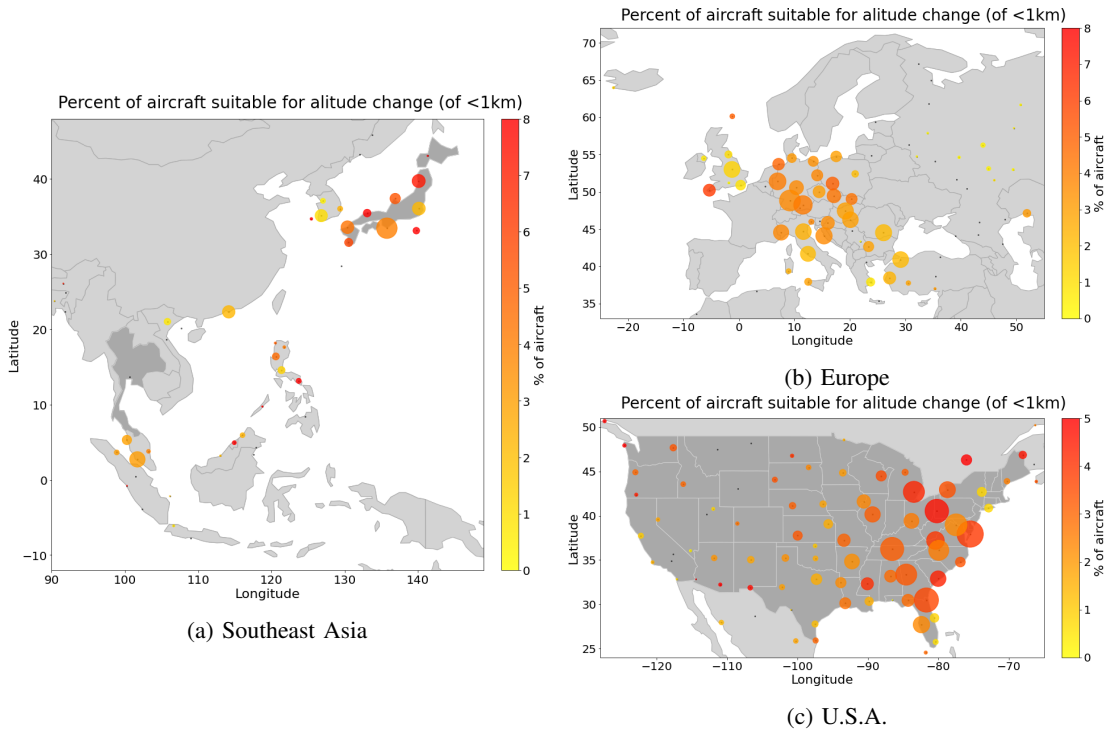 Percent of aircraft suitable for alitude change (of <1km)
8
7
6
5
4
3
2
1
0
% of aircraft
40
30
20
10
0
−10
Latitude
90 100 110 120 130 140
Longitude
(a) Southeast Asia
Percent of aircraft suitable for alitude change (of <1km)
8
7
6
5
4
3
2
1
0
% of aircraft
70
65
60
55
50
45
40
35
Latitude
−20 −10 0 10 20 30 40 50
Longitude
(b) Europe
Percent of aircraft suitable for alitude change (of <1km)
5
4
3
2
1
0
% of aircraft
50
45
40
35
30
25
Latitude
−120 −110 −100 −90 −80 −70
Longitude
(c) U.S.A.